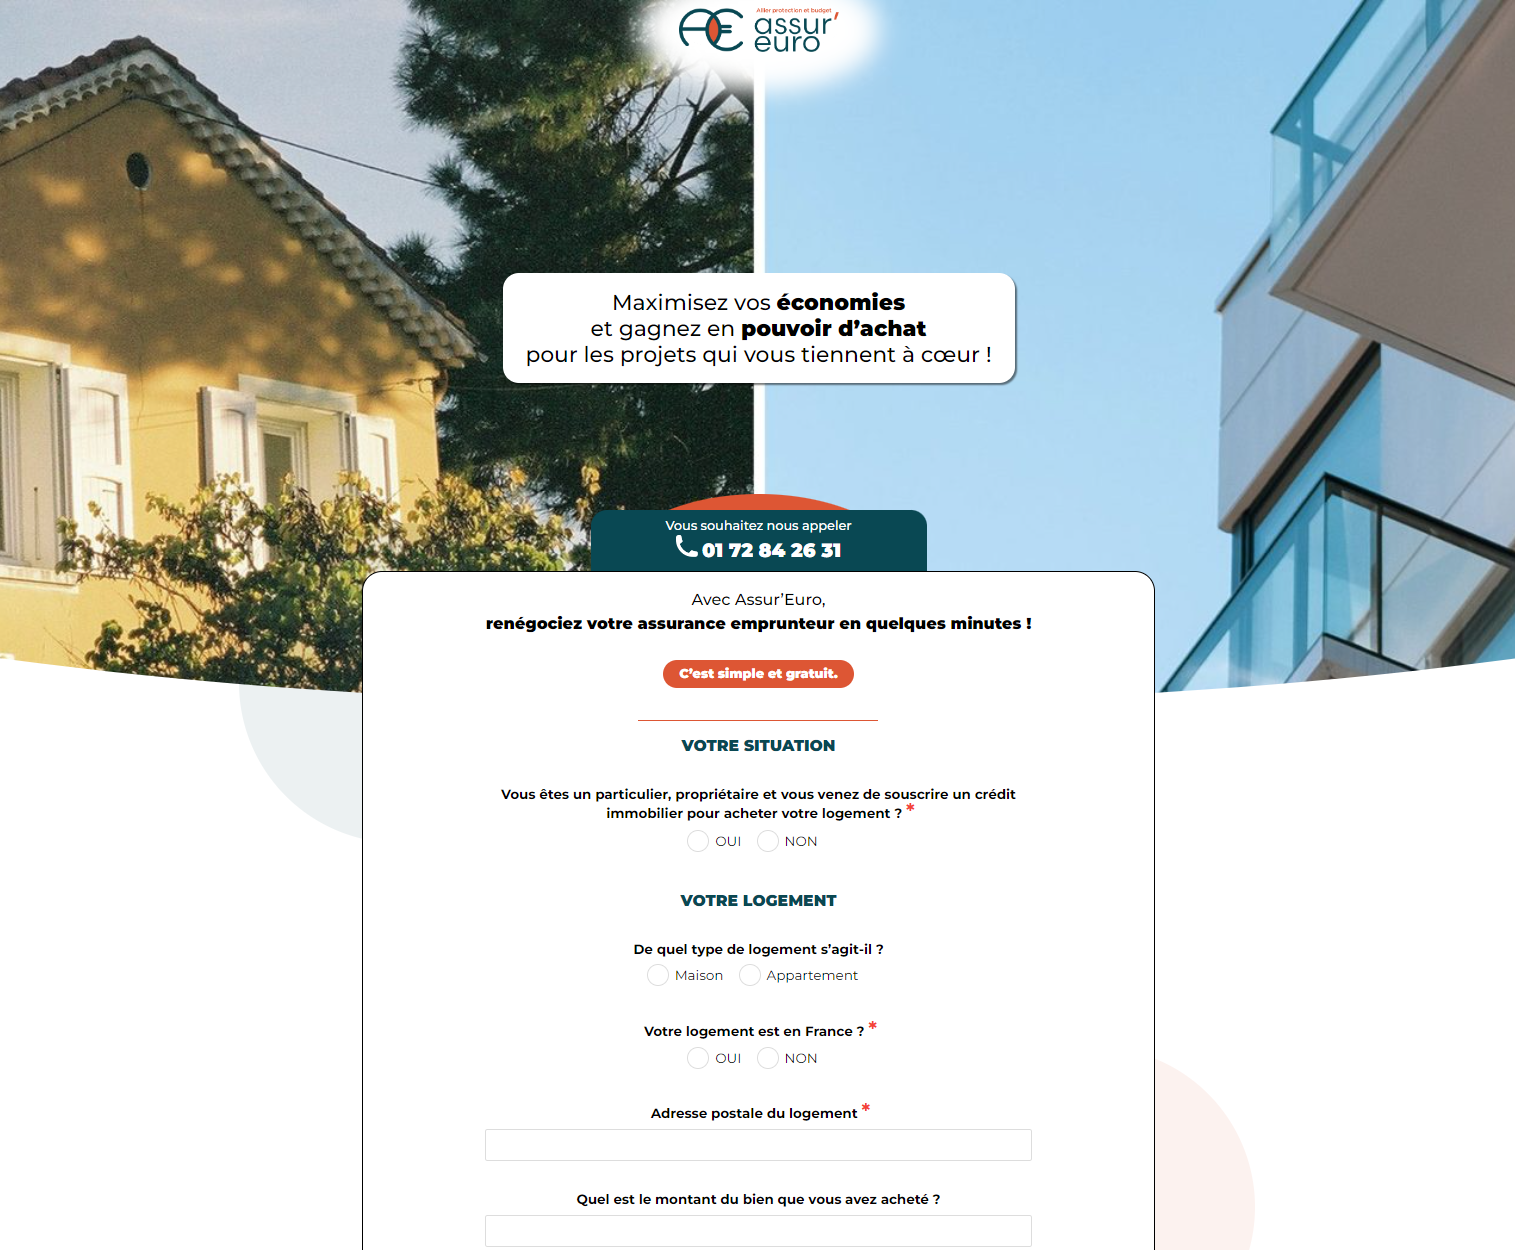 Allier protection et budget
assur'
euro
Maximisez vos économies
et gagnez en pouvoir d’achat
pour les projets qui vous tiennent à cœur !
Vous souhaitez nous appeler
01 72 84 26 31
Avec Assur’Euro,
renégociez votre assurance emprunteur en quelques minutes !
C’est simple et gratuit.
VOTRE SITUATION
Vous êtes un particulier, propriétaire et vous venez de souscrire un crédit
immobilier pour acheter votre logement ? *
OUI NON
VOTRE LOGEMENT
De quel type de logement s’agit-il ?
Maison Appartement
Votre logement est en France ? *
OUI NON
Adresse postale du logement *
Quel est le montant du bien que vous avez acheté ?